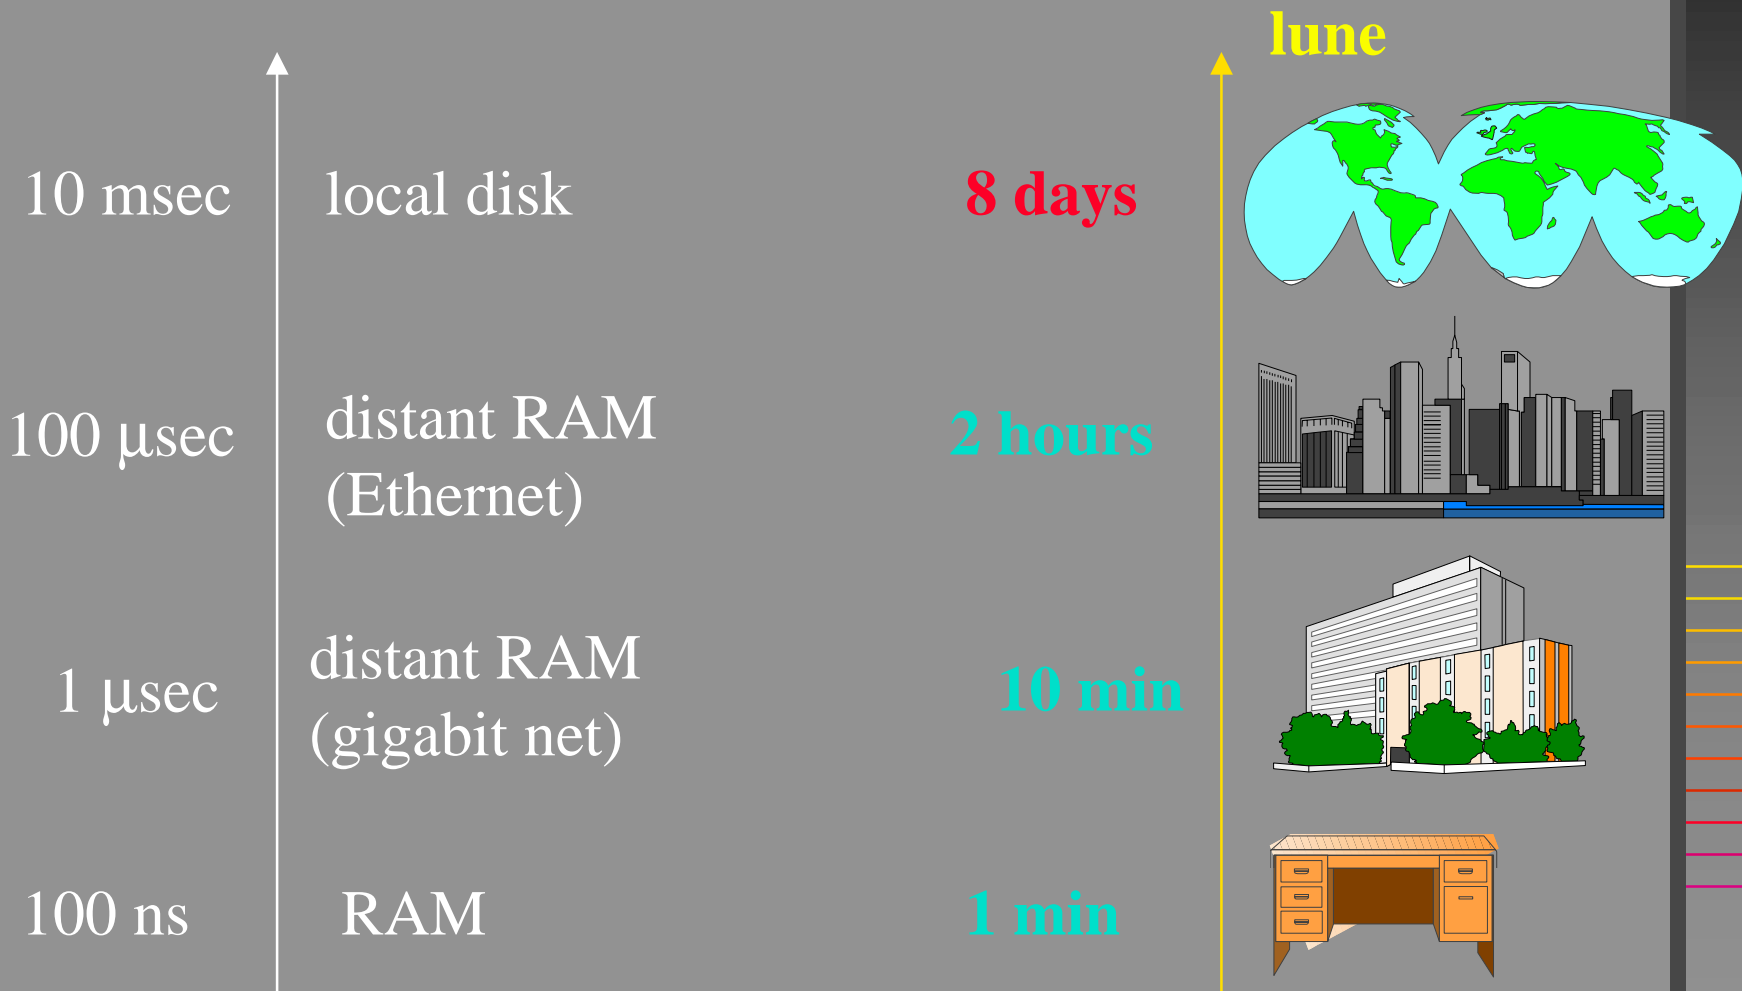 lune
10 msec local disk 8 days
100 μsec distant RAM (Ethernet) 2 hours
1 μsec distant RAM (gigabit net) 10 min
100 ns RAM 1 min